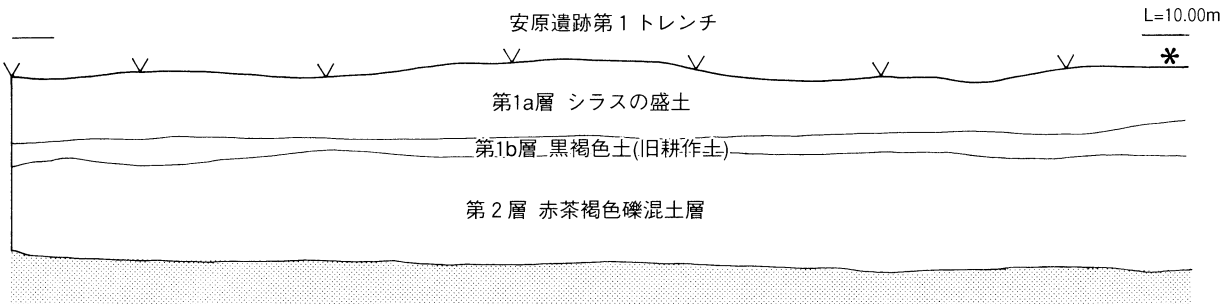 安原遺跡第1トレンチ
L=10.00m
*
第1a層 シラスの盛土
第1b層 黒褐色土(旧耕作土)
第2層 赤茶褐色礫混土層